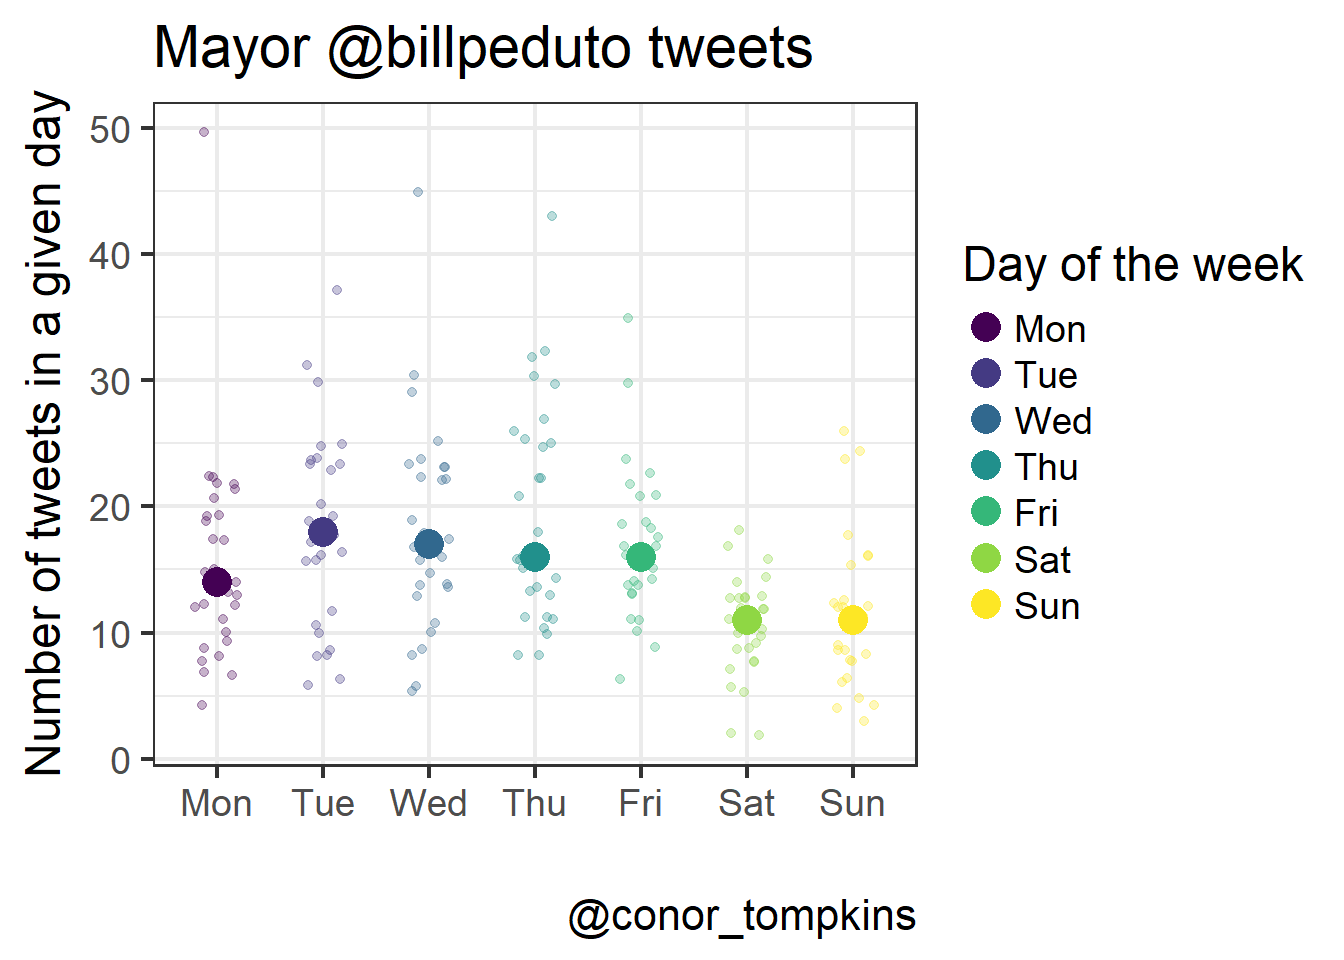 Mayor @billpeduto tweets
Number of tweets in a given day
50
40
30
20
10
0
Mon Tue Wed Thu Fri Sat Sun
Day of the week
Mon
Tue
Wed
Thu
Fri
Sat
Sun
@conor_tompkins